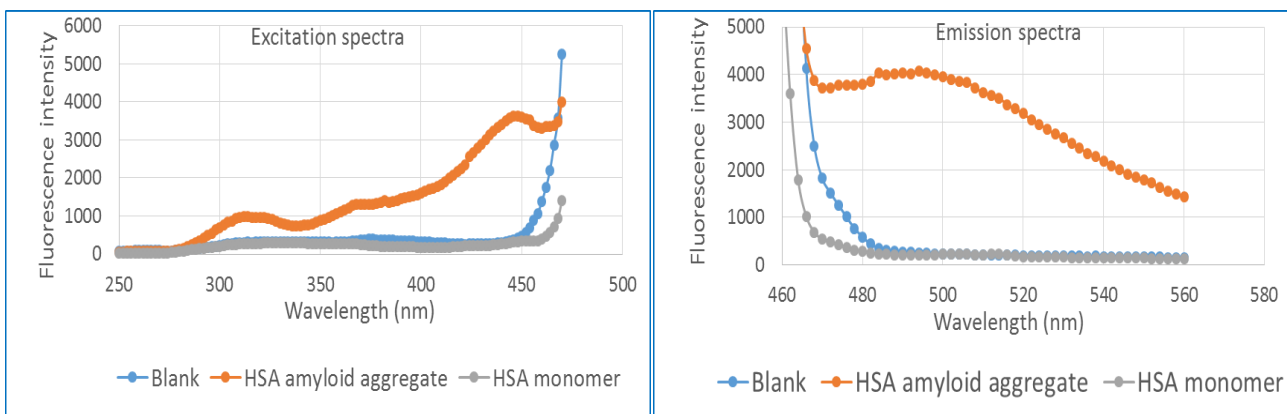 Excitation spectra
Fluorescence intensity
6000
5000
4000
3000
2000
1000
0
250 300 350 400 450 500
Wavelength (nm)
Blank HSA amyloid aggregate HSA monomer
Emission spectra
Fluorescence intensity
5000
4000
3000
2000
1000
0
460 480 500 520 540 560 580
Wavelength (nm)
Blank HSA amyloid aggregate HSA monomer